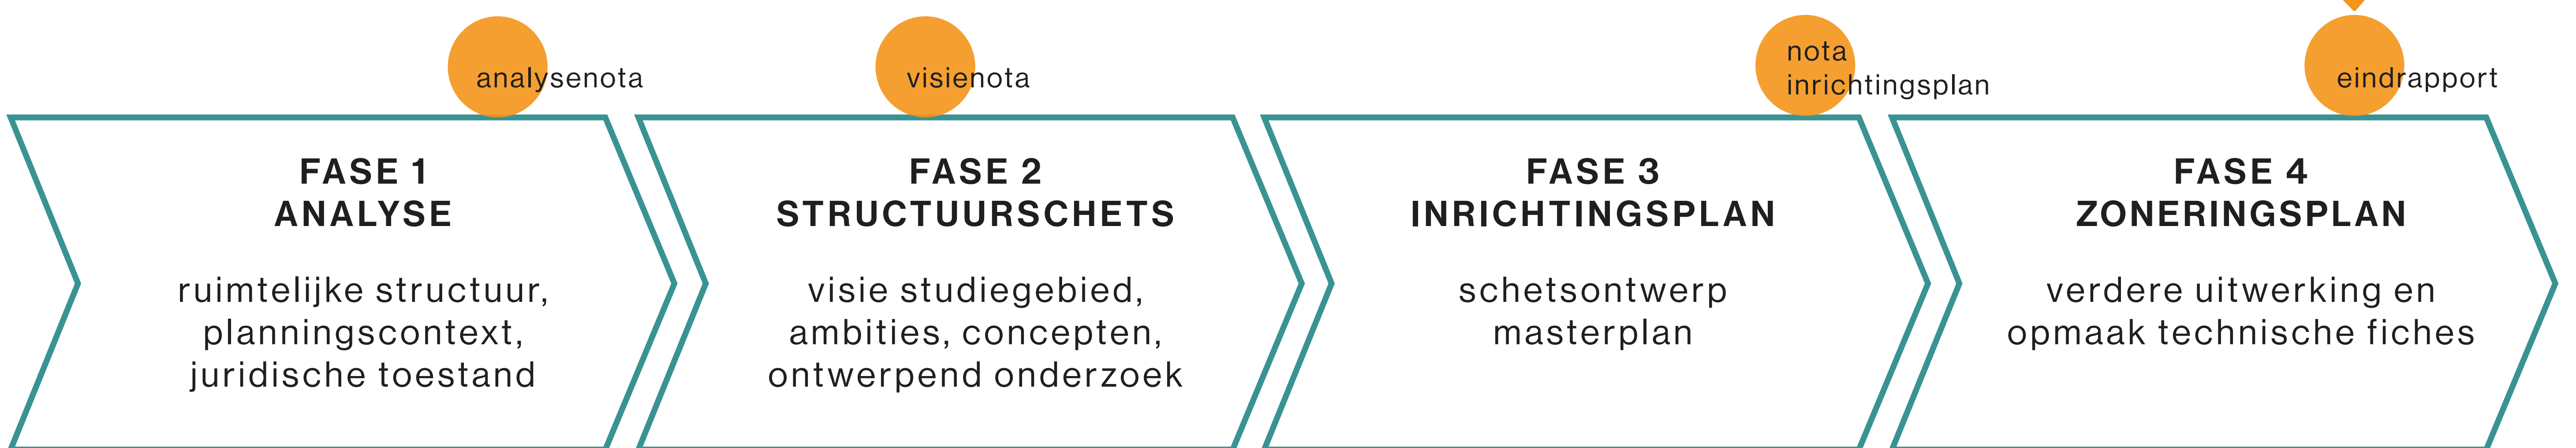 analysenota
visienota
nota
inrichtingsplan
eindrapport
FASE 1
ANALYSE
ruimtelijke structuur,
planningscontext,
juridische toestand
FASE 2
STRUCTUURSCHETS
visie studiegebied,
ambities, concepten,
ontwerpend onderzoek
FASE 3
INRICHTINGSPLAN
schetsontwerp
masterplan
FASE 4
ZONERINGSPLAN
verdere uitwerking en
opmaak technische fiches